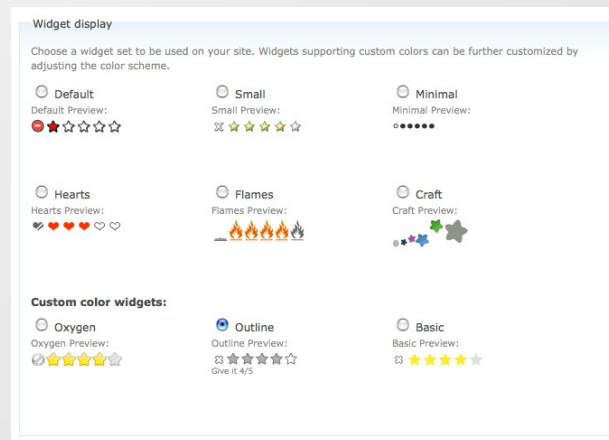 Widget display
Choose a widget set to be used on your site. Widgets supporting custom colors can be further customized by
adjusting the color scheme.
Default
Default Preview:
Small
Small Preview:
Minimal
Minimal Preview:
Hearts
Hearts Preview:
Flames
Flames Preview:
Craft
Craft Preview:
Custom color widgets:
Oxygen
Oxygen Preview:
Outline
Outline Preview:
Give it 4/5
Basic
Basic Preview: